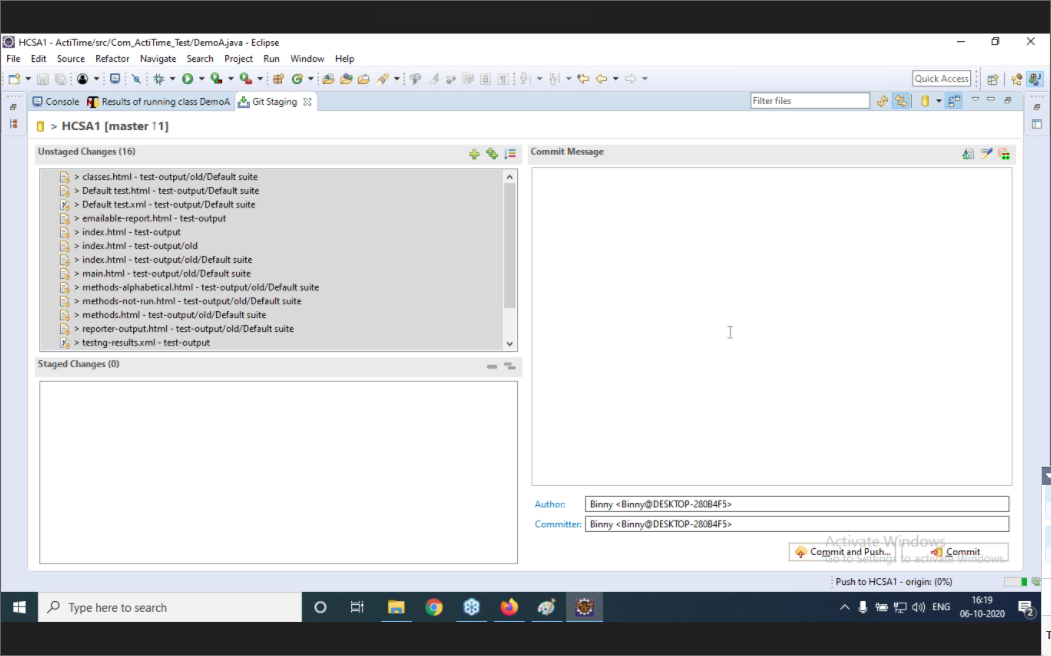 HCSA1 - ActiTime/src/Com_ActiTime_Test/DemoA.java - Eclipse
File Edit Source Refactor Navigate Search Project Run Window Help
Quick Access
Console Results of running class DemoA Git Staging
Filter files
> HCSA1 [master ↑1]
Unstaged Changes (16)
> classes.html - test-output/old/Default suite
> Default test.html - test-output/Default suite
> Default test.xml - test-output/Default suite
> emailable-report.html - test-output
> index.html - test-output
> index.html - test-output/old
> index.html - test-output/old/Default suite
> main.html - test-output/old/Default suite
> methods-alphabetical.html - test-output/old/Default suite
> methods-not-run.html - test-output/old/Default suite
> methods.html - test-output/old/Default suite
> reporter-output.html - test-output/old/Default suite
> testng-results.xml - test-output
Staged Changes (0)
Commit Message
Author: Binny <Binny@DESKTOP-280B4F5>
Committer: Binny <Binny@DESKTOP-280B4F5>
Activate Windows
Go to Settings to activate Windows.
Commit and Push...
Commit
Push to HCSA1 - origin: (0%)
Type here to search
ENG
16:19
06-10-2020
2
T